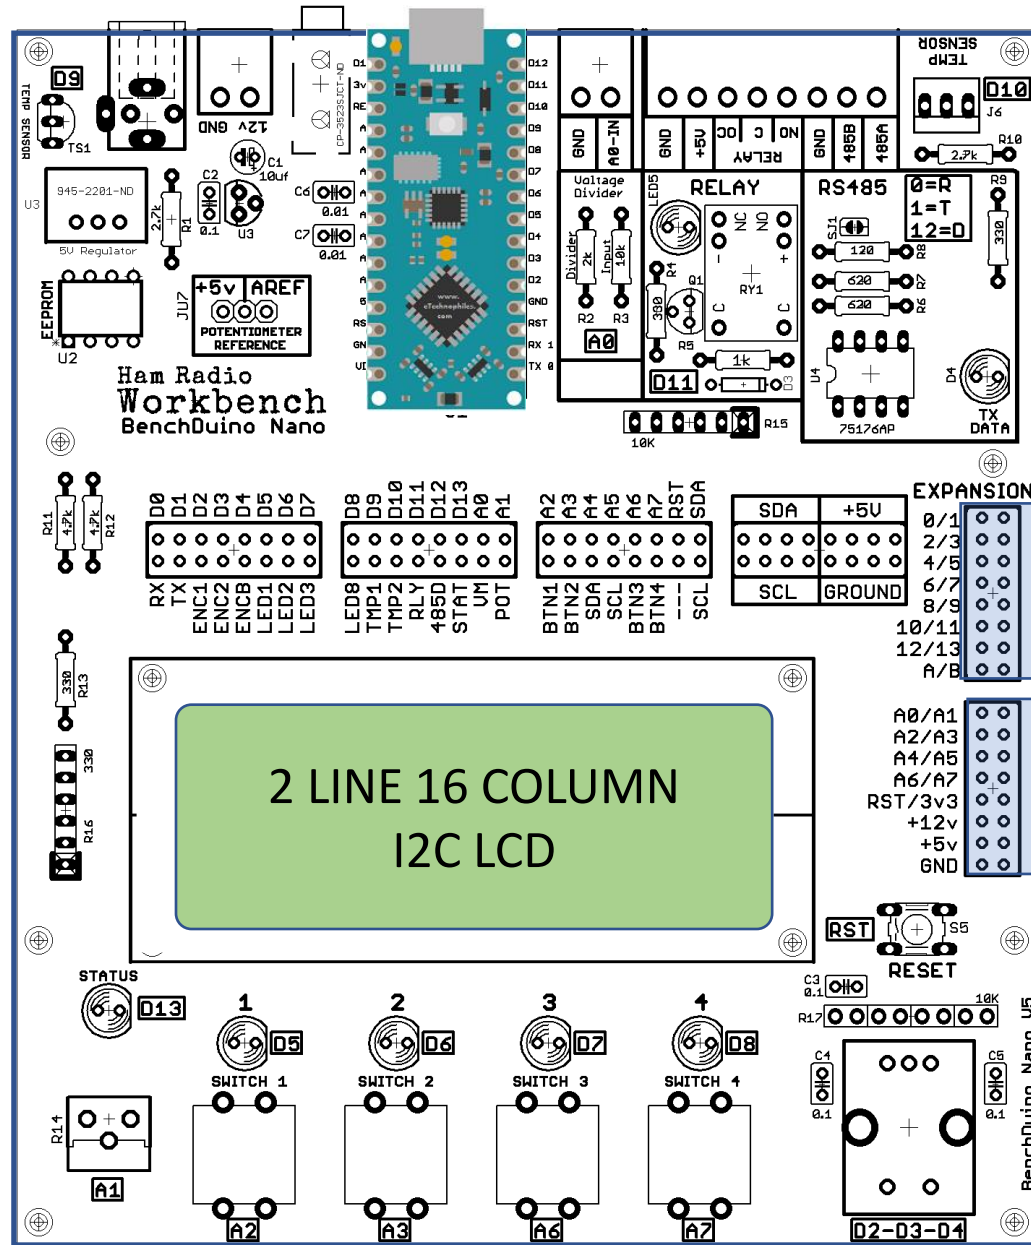 TEMP SENSOR
D9
TS1
GND 12v
CP-3523SJCT-ND
C1
10uf
945-2201-ND
U3
5V Regulator
2.7k
R1
C2
0.1
U3
C6
0.01
C7
0.01
EEPROM
U2
JU7
+5v AREF
POTENTIOMETER
REFERENCE
Ham Radio
Workbench
BenchDuino Nano
D1
3v
RE
A
A
A
A
A
A
A
A
5
RS
GN
VI
D12
D11
D10
D9
D8
D7
D6
D5
D4
D3
D2
GND
RST
RX 1
TX 0
www.
eTechnophiles.
com
GND
A0-IN
Voltage
Divider
Divider
2k
Input
10k
R2 R3
A0
GND
+5V
OC
C
NO
RELAY
GND
485B
485A
TEMP
SENSOR
D10
J6
R10
2.7k
R9
330
LED5
RELAY
NC
NO
-
+
RY1
C
C
R4
330
Q1
R5
1k
D11
D3
RS485
0=R
1=T
12=D
SJ1
120
R8
620
R7
620
R6
U4
75176AP
D4
TX
DATA
10K
R15
R11
4.7k
4.7k
R12
D0 D1 D2 D3 D4 D5 D6 D7
RX TX ENC1 ENC2 ENCB LED1 LED2 LED3
D8 D9 D10 D11 D12 D13 A0 A1
LED8 TMP1 TMP2 RLY 485D STAT VM POT
A2 A3 A4 A5 A6 A7 RST SDA
BTN1 BTN2 SDA SCL BTN3 BTN4 --- SCL
SDA +5V
SCL GROUND
EXPANSION
0/1
2/3
4/5
6/7
8/9
10/11
12/13
A/B
A0/A1
A2/A3
A4/A5
A6/A7
RST/3v3
+12v
+5v
GND
330
R13
330
R16
2 LINE 16 COLUMN
I2C LCD
RST
S5
RESET
STATUS
D13
1 2 3 4
D5 D6 D7 D8
SWITCH 1 SWITCH 2 SWITCH 3 SWITCH 4
C3
0.1
10K
R17
C4
0.1
C5
0.1
BenchDuino Nano V5
R14
A1
A2 A3 A6 A7
D2-D3-D4